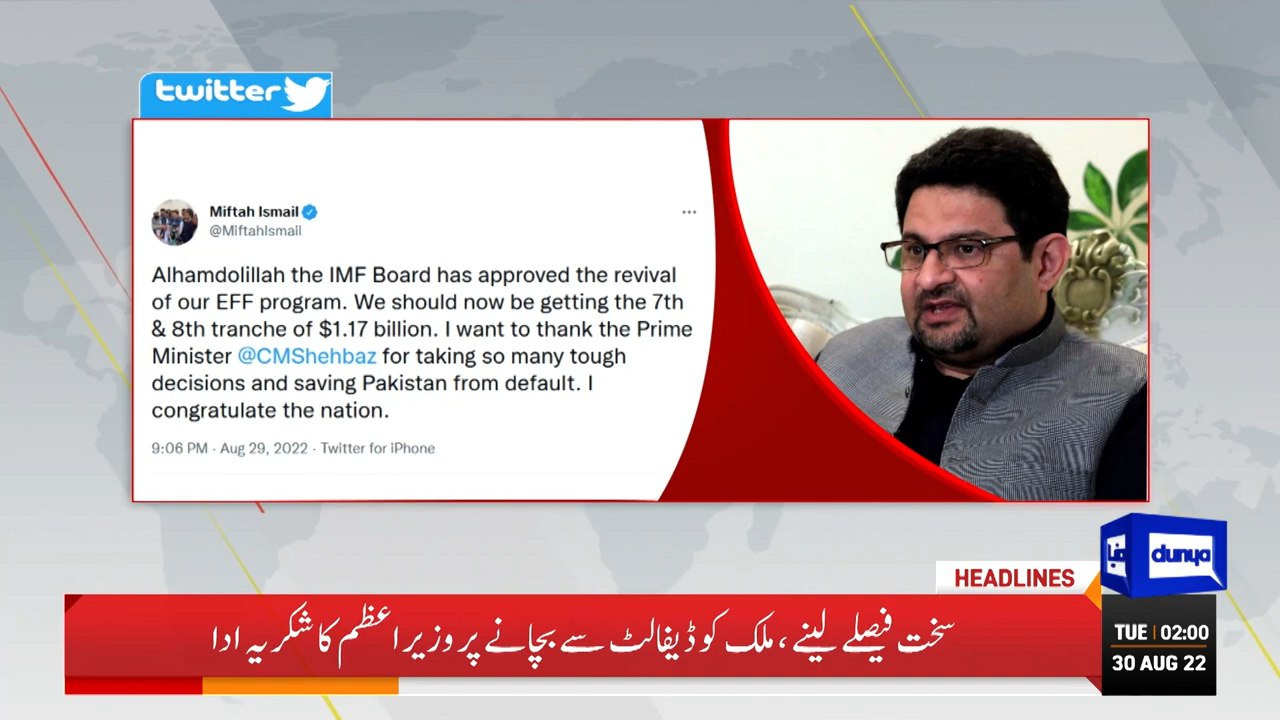 twitter
Miftah Ismail
@MiftahIsmail
Alhamdolillah the IMF Board has approved the revival
of our EFF program. We should now be getting the 7th
& 8th tranche of $1.17 billion. I want to thank the Prime
Minister @CMShehbaz for taking so many tough
decisions and saving Pakistan from default. I
congratulate the nation.
9:06 PM · Aug 29, 2022 · Twitter for iPhone
HEADLINES
دنیا dunya
سخت فیصلے لینے، ملک کو ڈیفالٹ سے بچانے پر وزیر اعظم کا شکریہ ادا
TUE | 02:00
30 AUG 22